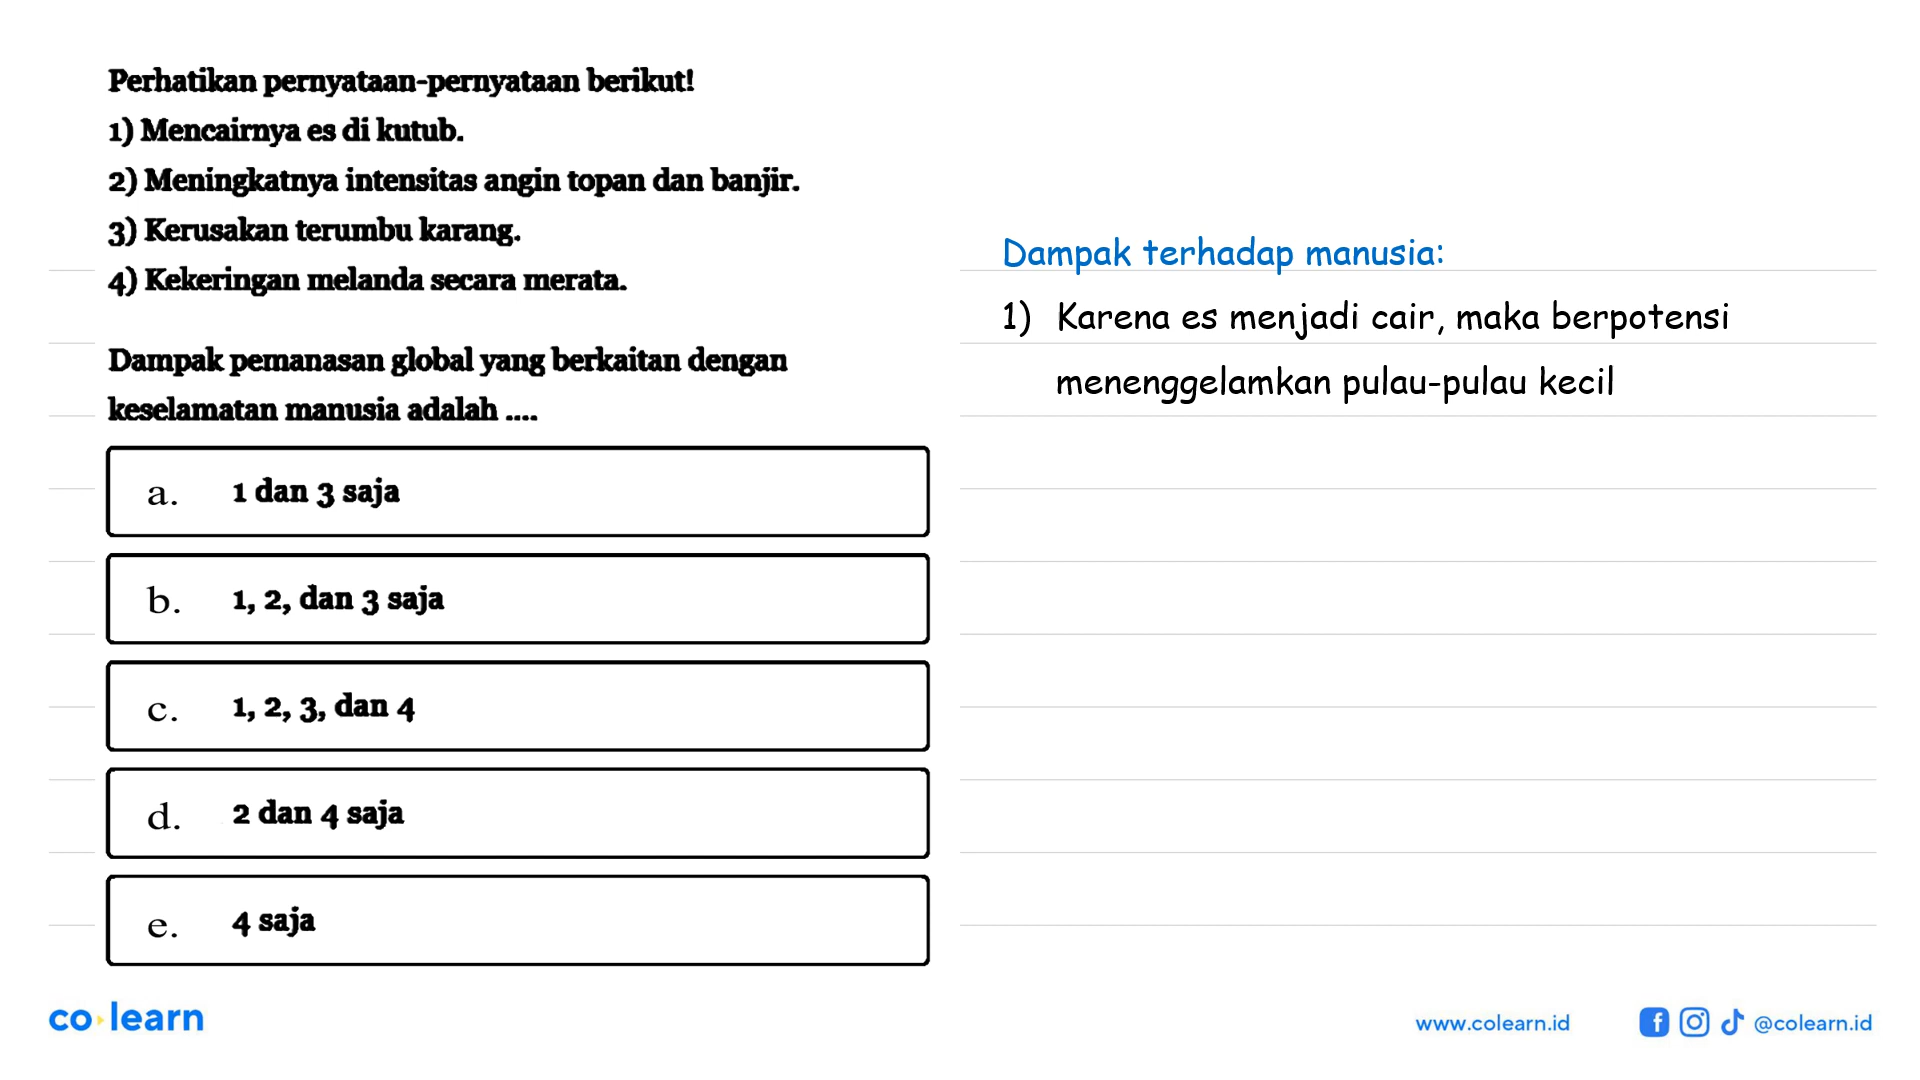 Perhatikan pernyataan-pernyataan berikut!
1) Mencairnya es di kutub.
2) Meningkatnya intensitas angin topan dan banjir.
3) Kerusakan terumbu karang.
4) Kekeringan melanda secara merata.
Dampak pemanasan global yang berkaitan dengan
keselamatan manusia adalah ....
a. 1 dan 3 saja
b. 1, 2, dan 3 saja
c. 1, 2, 3, dan 4
d. 2 dan 4 saja
e. 4 saja
Dampak terhadap manusia:
1) Karena es menjadi cair, maka berpotensi
menenggelamkan pulau-pulau kecil
co learn
www.colearn.id
@colearn.id